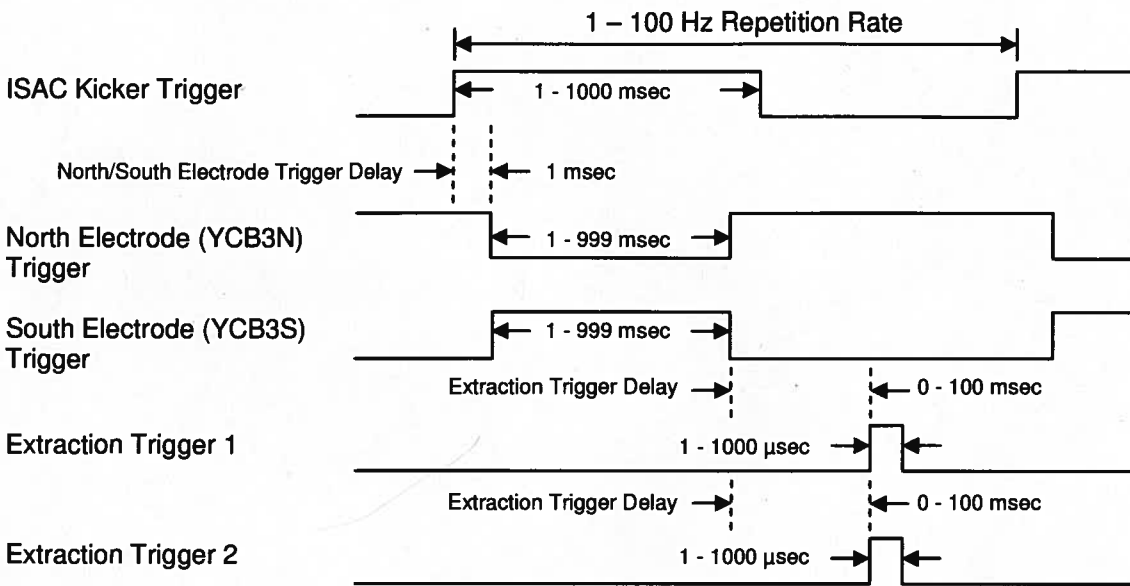 1 – 100 Hz Repetition Rate
ISAC Kicker Trigger
1 - 1000 msec
North/South Electrode Trigger Delay
1 msec
North Electrode (YCB3N)
Trigger
1 - 999 msec
South Electrode (YCB3S)
Trigger
1 - 999 msec
Extraction Trigger Delay
0 - 100 msec
Extraction Trigger 1
1 - 1000 µsec
Extraction Trigger Delay
0 - 100 msec
Extraction Trigger 2
1 - 1000 µsec